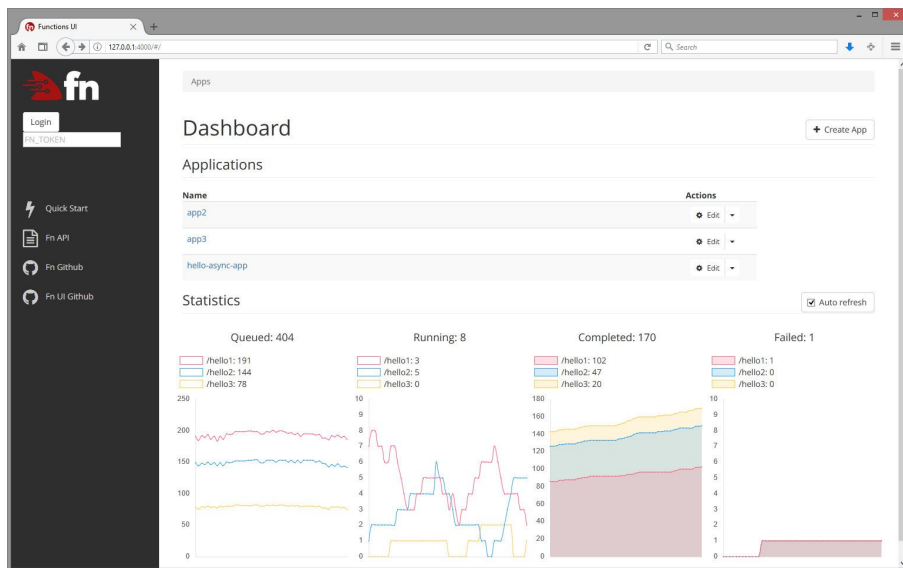 Functions UI
127.0.0.1:4000/#/
Search
fn
Login
FN_TOKEN
Quick Start
Fn API
Fn Github
Fn UI Github
Apps
Dashboard
Create App
Applications
Name Actions
app2 Edit
app3 Edit
hello-async-app Edit
Statistics
Auto refresh
Queued: 404
/hello1: 191
/hello2: 144
/hello3: 78
250
200
150
100
50
0
Running: 8
/hello1: 3
/hello2: 5
/hello3: 0
10
9
8
7
6
5
4
3
2
1
0
Completed: 170
/hello1: 102
/hello2: 47
/hello3: 20
180
160
140
120
100
80
60
40
20
0
Failed: 1
/hello1: 1
/hello2: 0
/hello3: 0
10
9
8
7
6
5
4
3
2
1
0